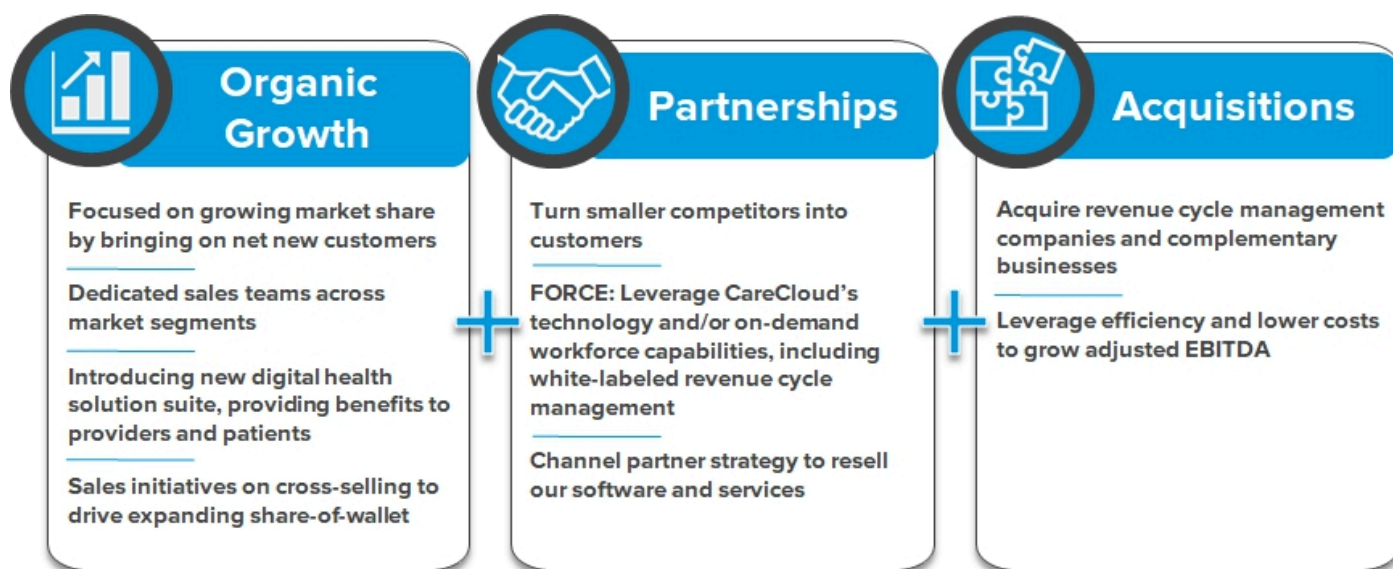 Organic
Growth
Focused on growing market share
by bringing on net new customers
Dedicated sales teams across
market segments
Introducing new digital health
solution suite, providing benefits to
providers and patients
Sales initiatives on cross-selling to
drive expanding share-of-wallet
Partnerships
Turn smaller competitors into
customers
FORCE: Leverage CareCloud's
technology and/or on-demand
workforce capabilities, including
white-labeled revenue cycle
management
Channel partner strategy to resell
our software and services
Acquisitions
Acquire revenue cycle management
companies and complementary
businesses
Leverage efficiency and lower costs
to grow adjusted EBITDA